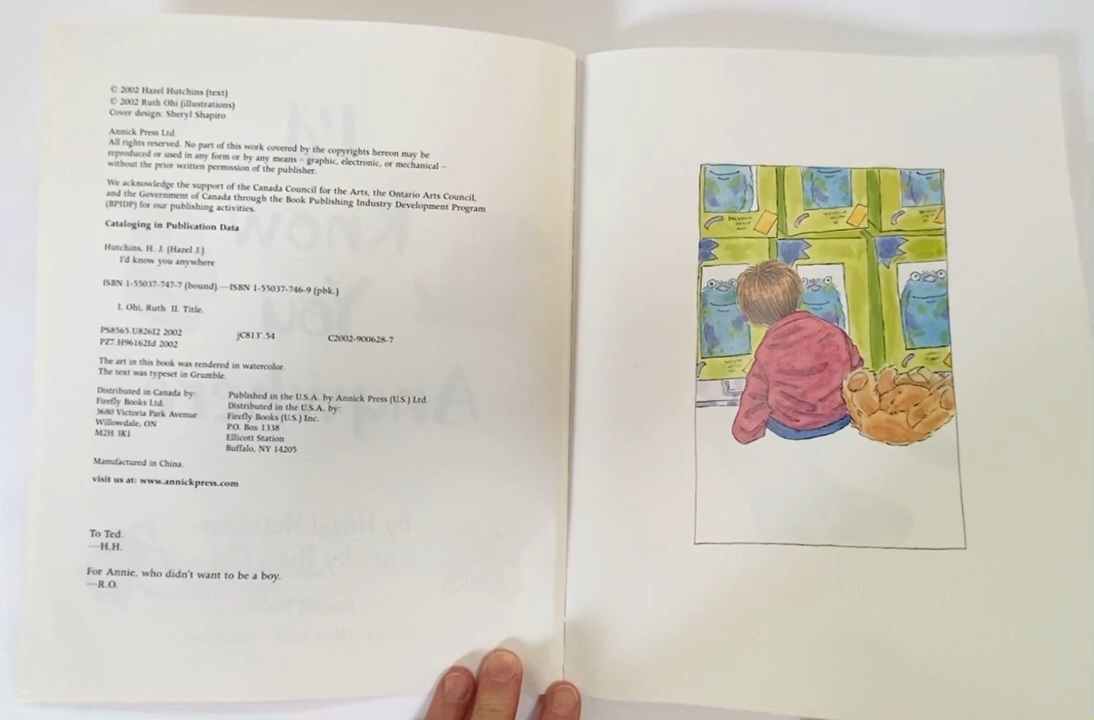 © 2002 Hazel Hutchins (text)
© 2002 Ruth Ohi (illustrations)
Cover design: Sheryl Shapiro
Annick Press Ltd.
All rights reserved. No part of this work covered by the copyrights hereon may be
reproduced or used in any form or by any means – graphic, electronic, or mechanical –
without the prior written permission of the publisher.
We acknowledge the support of the Canada Council for the Arts, the Ontario Arts Council,
and the Government of Canada through the Book Publishing Industry Development Program
(BPIDP) for our publishing activities.
Cataloging in Publication Data
Hutchins, H. J. (Hazel J.)
I'd know you anywhere
ISBN 1-55037-747-7 (bound).—ISBN 1-55037-746-9 (pbk.)
I. Ohi, Ruth II. Title.
PS8565.U826I2 2002 jC813'.54 C2002-900628-7
PZ7.H96162Id 2002
The art in this book was rendered in watercolor.
The text was typeset in Grumble.
Distributed in Canada by:
Firefly Books Ltd.
3680 Victoria Park Avenue
Willowdale, ON
M2H 3K1
Published in the U.S.A. by Annick Press (U.S.) Ltd.
Distributed in the U.S.A. by:
Firefly Books (U.S.) Inc.
P.O. Box 1338
Ellicott Station
Buffalo, NY 14205
Manufactured in China.
visit us at: www.annickpress.com
To Ted.
—H.H.
For Annie, who didn't want to be a boy.
—R.O.